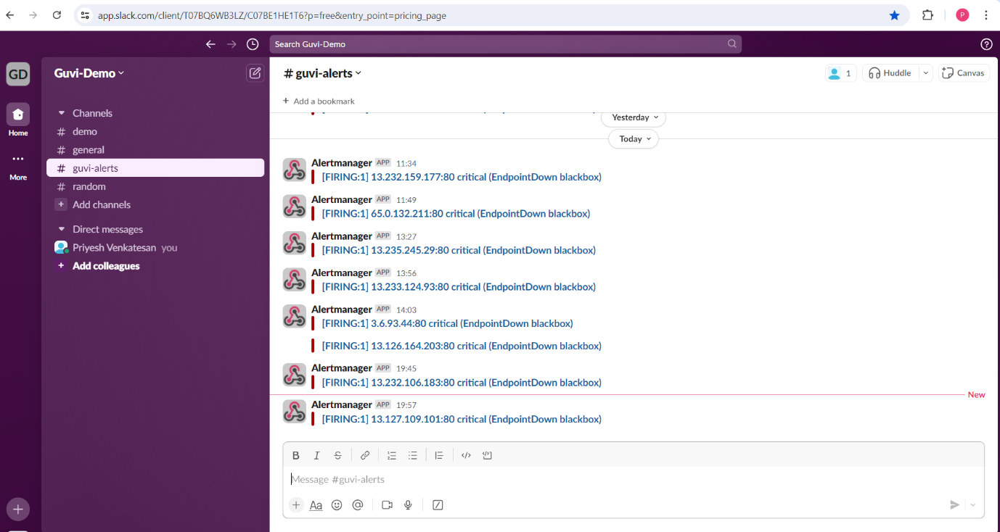 app.slack.com/client/T07BQ6WB3LZ/C07BE1HE1T6?p=free&entry_point=pricing_page
P
Search Guvi-Demo
GD
Home
More
Guvi-Demo
Channels
# demo
# general
# guvi-alerts
# random
+ Add channels
Direct messages
Priyesh Venkatesan you
+ Add colleagues
# guvi-alerts
1
Huddle
Canvas
+ Add a bookmark
Yesterday
Today
Alertmanager APP 11:34
[FIRING:1] 13.232.159.177:80 critical (EndpointDown blackbox)
Alertmanager APP 11:49
[FIRING:1] 65.0.132.211:80 critical (EndpointDown blackbox)
Alertmanager APP 13:27
[FIRING:1] 13.235.245.29:80 critical (EndpointDown blackbox)
Alertmanager APP 13:56
[FIRING:1] 13.233.124.93:80 critical (EndpointDown blackbox)
Alertmanager APP 14:03
[FIRING:1] 3.6.93.44:80 critical (EndpointDown blackbox)
[FIRING:1] 13.126.164.203:80 critical (EndpointDown blackbox)
Alertmanager APP 19:45
[FIRING:1] 13.232.106.183:80 critical (EndpointDown blackbox)
New
Alertmanager APP 19:57
[FIRING:1] 13.127.109.101:80 critical (EndpointDown blackbox)
B I S
Message #guvi-alerts
+ Aa @